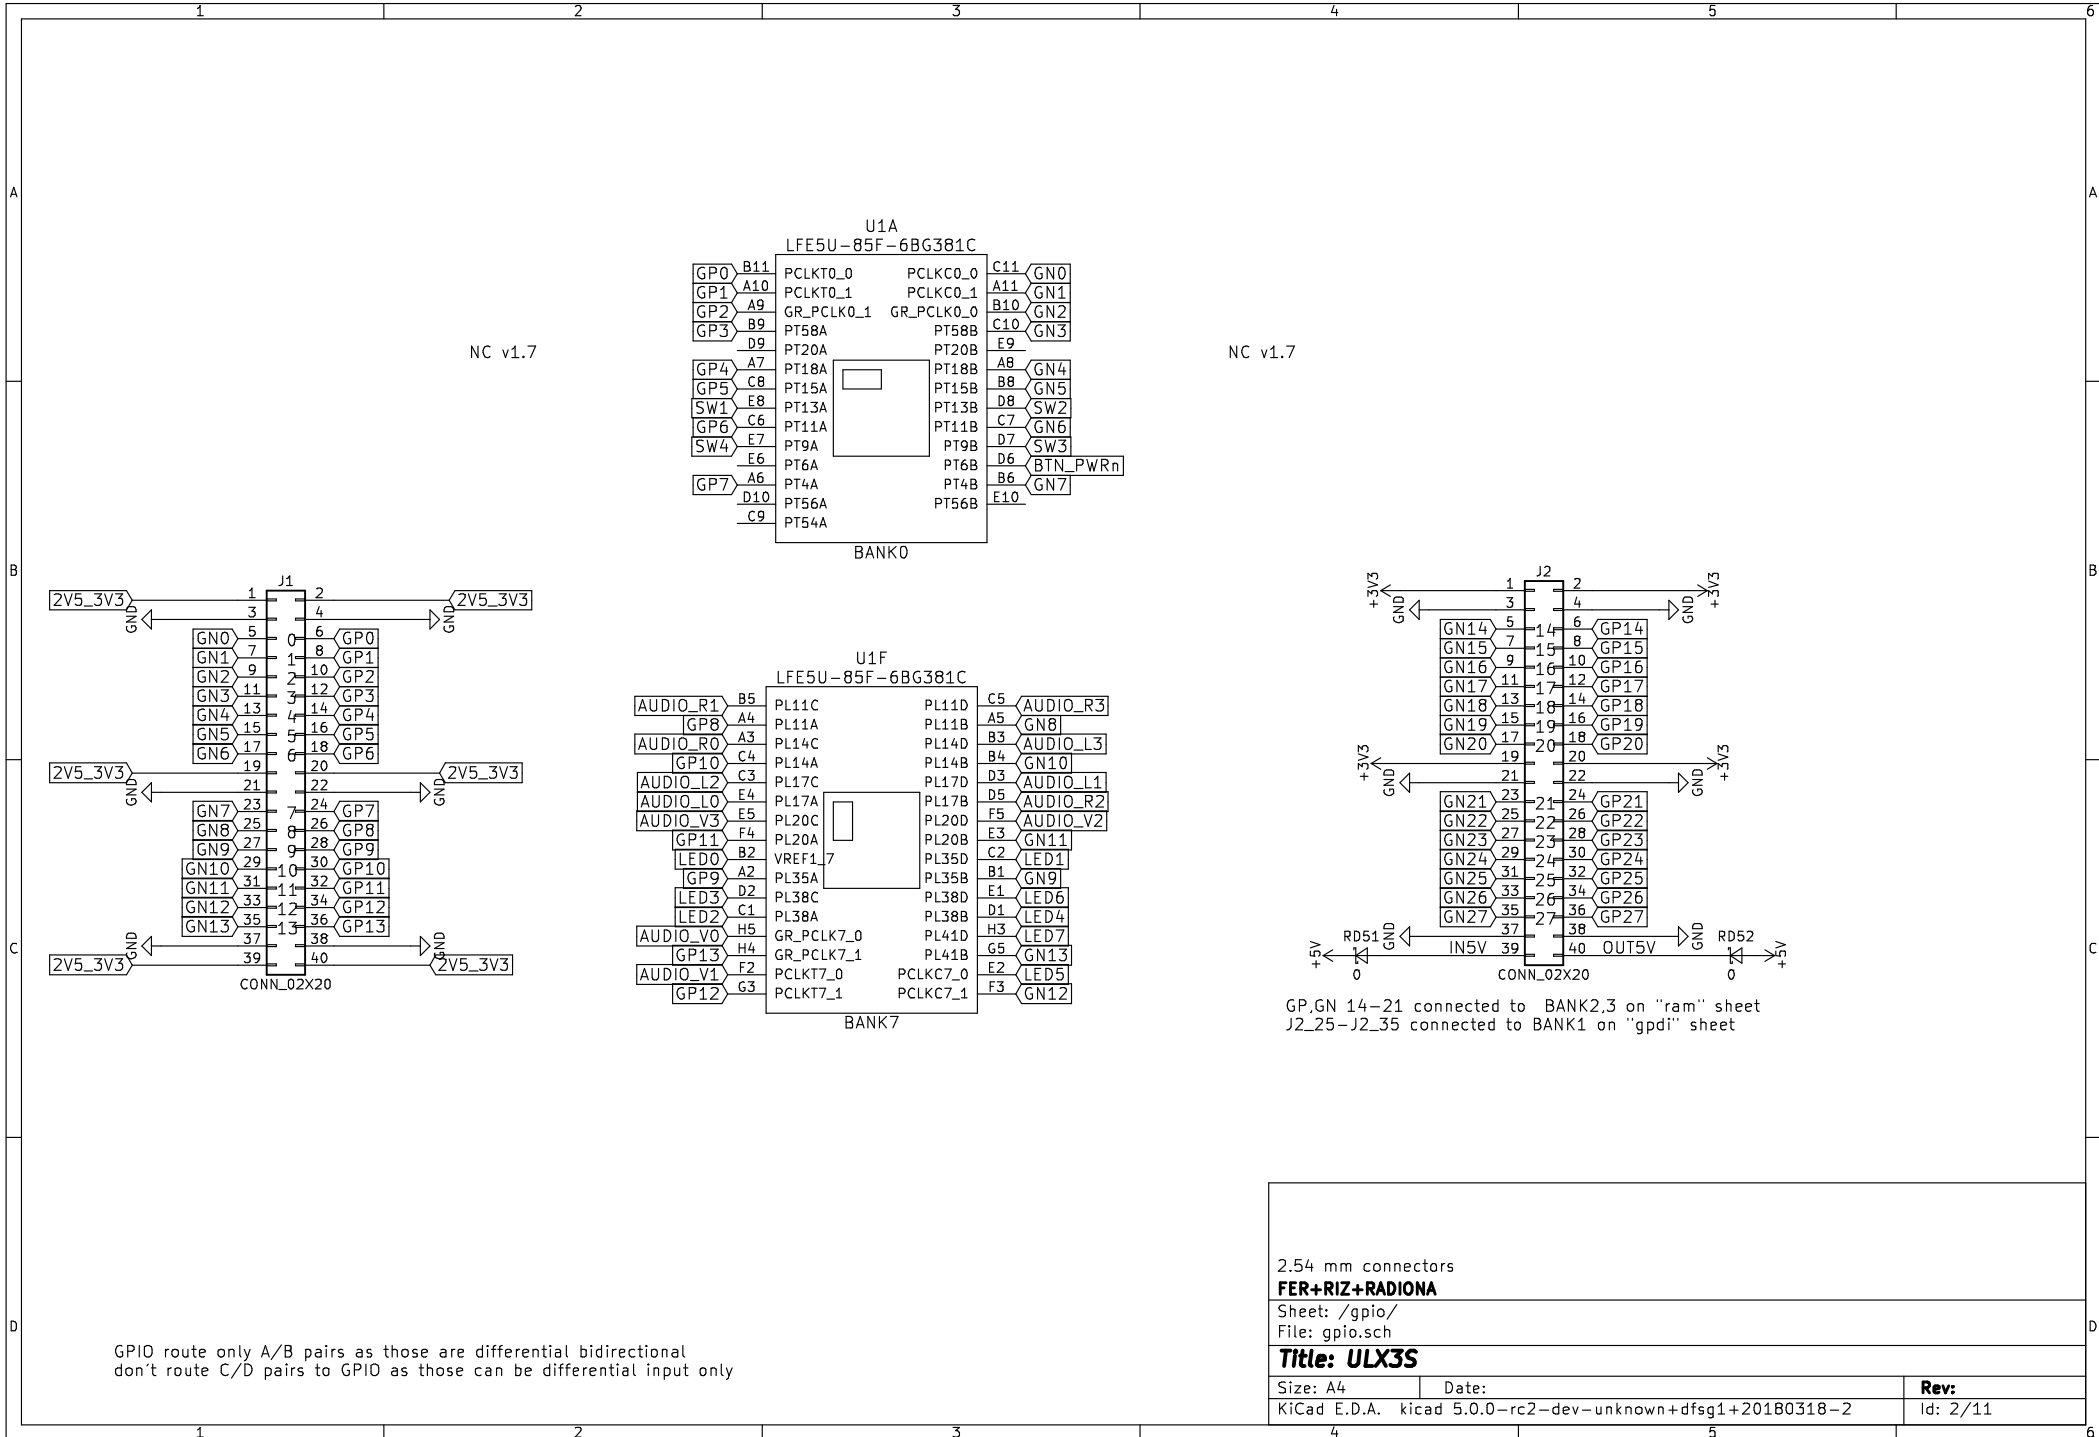 1 2 3 4 5 6
A A
U1A
LFE5U-85F-6BG381C
GP0 B11 PCLKT0_0 PCLKC0_0 C11 GN0
GP1 A10 PCLKT0_1 PCLKC0_1 A11 GN1
GP2 A9 GR_PCLK0_1 GR_PCLK0_0 B10 GN2
GP3 B9 PT58A PT58B C10 GN3
NC v1.7 D9 PT20A PT20B E9 NC v1.7
GP4 A7 PT18A PT18B A8 GN4
GP5 C8 PT15A PT15B B8 GN5
SW1 E8 PT13A PT13B D8 SW2
GP6 C6 PT11A PT11B C7 GN6
SW4 E7 PT9A PT9B D7 SW3
E6 PT6A PT6B D6 BTN_PWRn
GP7 A6 PT4A PT4B B6 GN7
D10 PT56A PT56B E10
C9 PT54A
BANK0
B B
J1
2V5_3V3 1 2 2V5_3V3
GND 3 4 GND
GN0 5 0 6 GP0
GN1 7 1 8 GP1
GN2 9 2 10 GP2
GN3 11 3 12 GP3
GN4 13 4 14 GP4
GN5 15 5 16 GP5
GN6 17 6 18 GP6
2V5_3V3 19 20 2V5_3V3
GND 21 22 GND
GN7 23 7 24 GP7
GN8 25 8 26 GP8
GN9 27 9 28 GP9
GN10 29 10 30 GP10
GN11 31 11 32 GP11
GN12 33 12 34 GP12
GN13 35 13 36 GP13
GND 37 38 GND
2V5_3V3 39 40 2V5_3V3
CONN_02X20
U1F
LFE5U-85F-6BG381C
AUDIO_R1 B5 PL11C PL11D C5 AUDIO_R3
GP8 A4 PL11A PL11B A5 GN8
AUDIO_R0 A3 PL14C PL14D B3 AUDIO_L3
GP10 C4 PL14A PL14B B4 GN10
AUDIO_L2 C3 PL17C PL17D D3 AUDIO_L1
AUDIO_L0 E4 PL17A PL17B D5 AUDIO_R2
AUDIO_V3 E5 PL20C PL20D F5 AUDIO_V2
GP11 F4 PL20A PL20B E3 GN11
LED0 B2 VREF1_7 PL35D C2 LED1
GP9 A2 PL35A PL35B B1 GN9
LED3 D2 PL38C PL38D E1 LED6
LED2 C1 PL38A PL38B D1 LED4
AUDIO_V0 H5 GR_PCLK7_0 PL41D H3 LED7
GP13 H4 GR_PCLK7_1 PL41B G5 GN13
AUDIO_V1 F2 PCLKT7_0 PCLKC7_0 E2 LED5
GP12 G3 PCLKT7_1 PCLKC7_1 F3 GN12
BANK7
J2
+3V3 1 2 +3V3
GND 3 4 GND
GN14 5 14 6 GP14
GN15 7 15 8 GP15
GN16 9 16 10 GP16
GN17 11 17 12 GP17
GN18 13 18 14 GP18
GN19 15 19 16 GP19
GN20 17 20 18 GP20
+3V3 19 20 +3V3
GND 21 22 GND
GN21 23 21 24 GP21
GN22 25 22 26 GP22
GN23 27 23 28 GP23
GN24 29 24 30 GP24
GN25 31 25 32 GP25
GN26 33 26 34 GP26
GN27 35 27 36 GP27
RD51 GND 37 38 GND RD52
+5V 0 IN5V 39 40 OUT5V 0 +5V
CONN_02X20
C C
GP,GN 14-21 connected to BANK2,3 on "ram" sheet
J2_25-J2_35 connected to BANK1 on "gpdi" sheet
2.54 mm connectors
FER+RIZ+RADIONA
Sheet: /gpio/
File: gpio.sch
D D
Title: ULX3S
Size: A4 Date: Rev:
KiCad E.D.A. kicad 5.0.0-rc2-dev-unknown+dfsg1+20180318-2 Id: 2/11
GPIO route only A/B pairs as those are differential bidirectional
don't route C/D pairs to GPIO as those can be differential input only
1 2 3 4 5 6